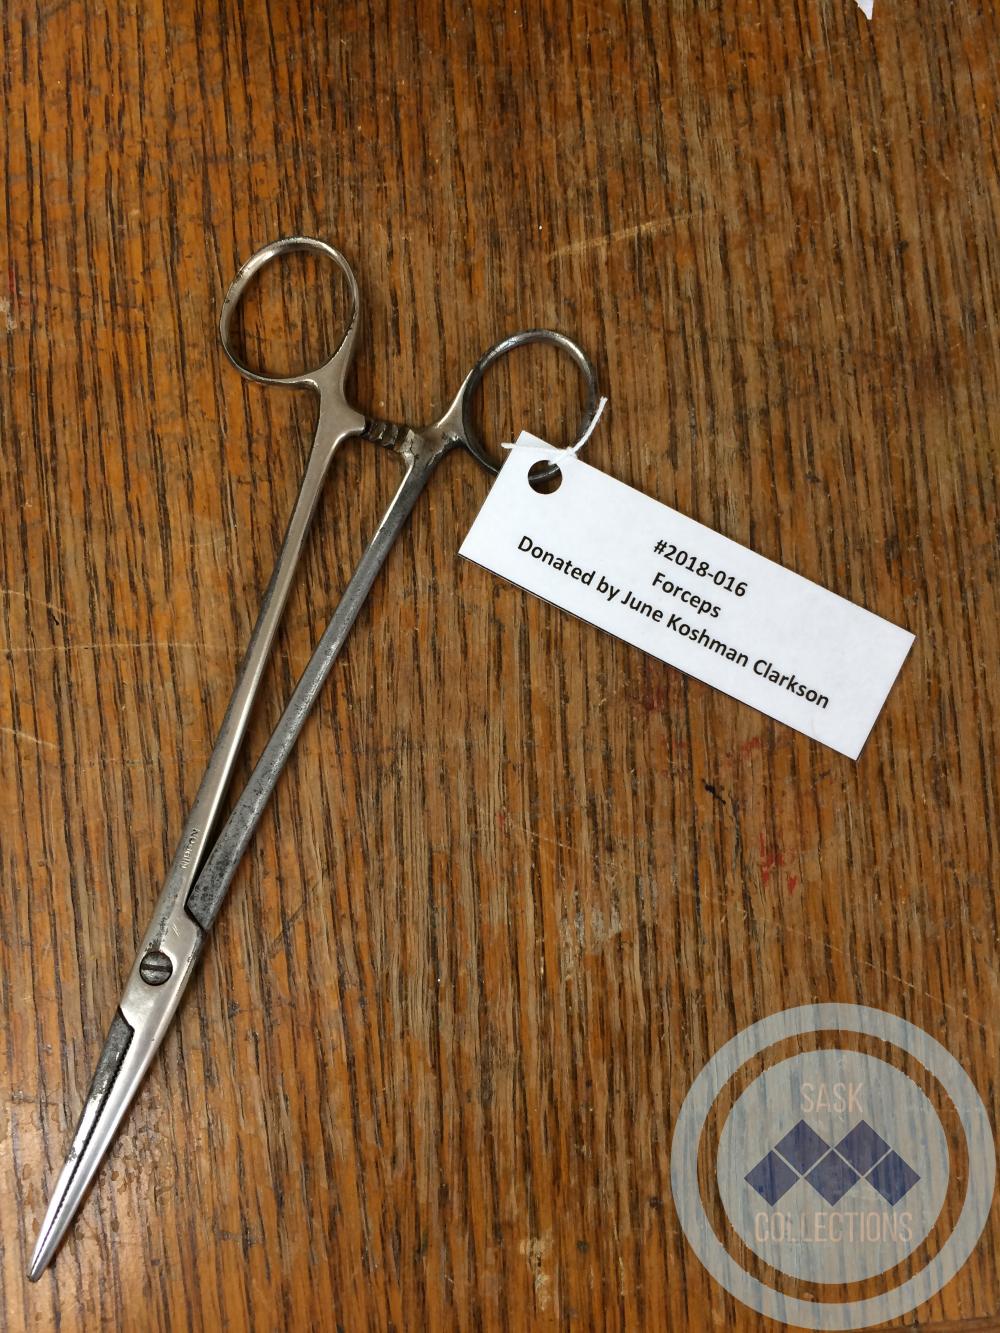 #2018-016
Forceps
Donated by June Koshman Clarkson
SASK
COLLECTIONS